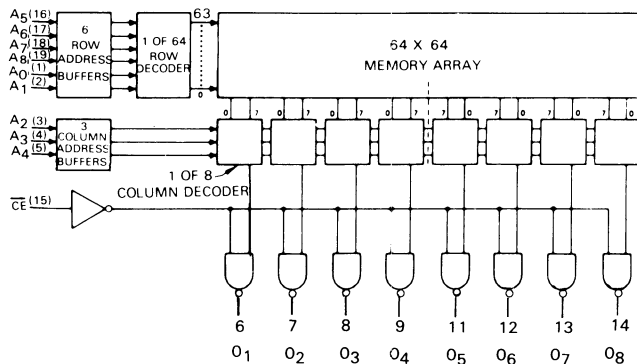 A5(16)
A6(17)
A7(18)
A8(19)
A0(1)
A1(2)
6
ROW
ADDRESS
BUFFERS
1 OF 64
ROW
DECODER
63
0
64 X 64
MEMORY ARRAY
0 7 0 7 0 7 0 7 0 7 0 7 0
A2(3)
A3(4)
A4(5)
3
COLUMN
ADDRESS
BUFFERS
1 OF 8
COLUMN DECODER
CE(15)
6 7 8 9 11 12 13 14
O1 O2 O3 O4 O5 O6 O7 O8